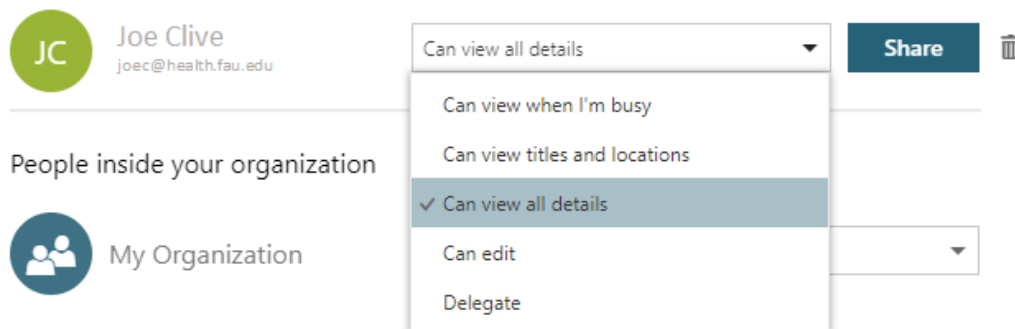 JC
Joe Clive
joec@health.fau.edu
Can view all details
Share
Can view when I'm busy
Can view titles and locations
Can view all details
Can edit
Delegate
People inside your organization
My Organization